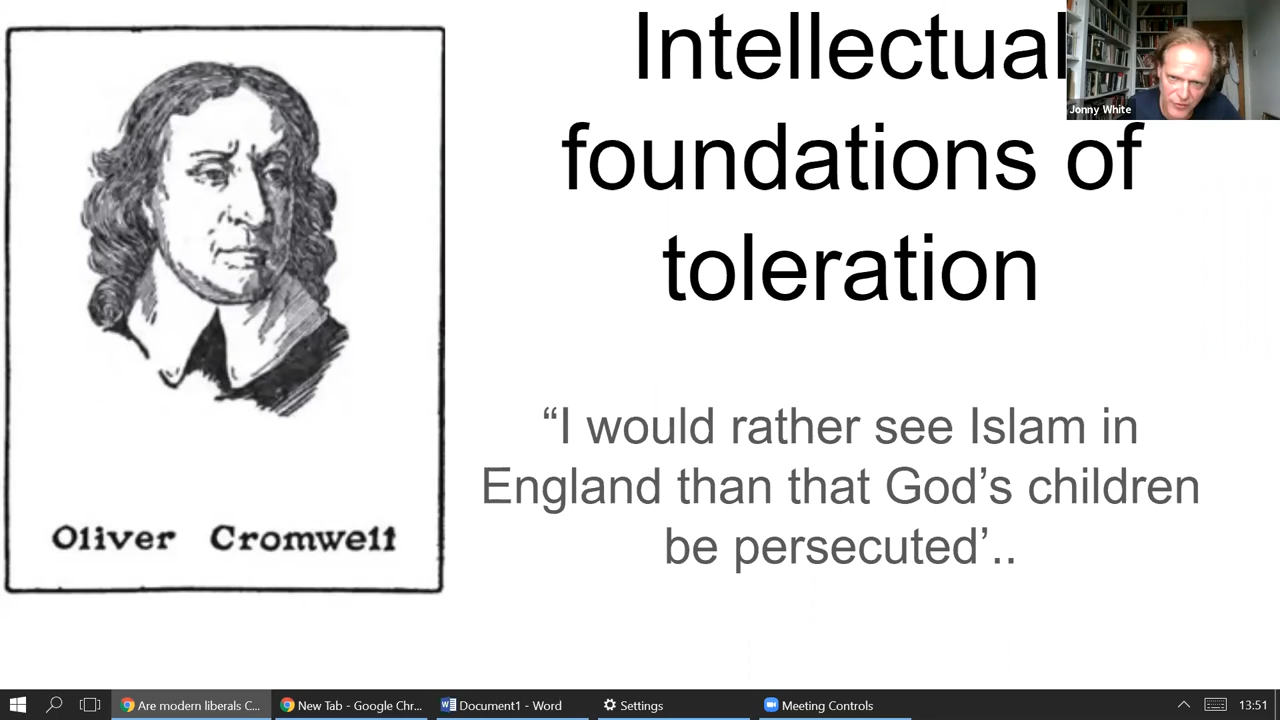 Intellectual
foundations of
toleration
Jonny White
“I would rather see Islam in
England than that God’s children
be persecuted’..
Oliver Cromwell
Are modern liberals C...
New Tab - Google Chr...
Document1 - Word
Settings
Meeting Controls
13:51